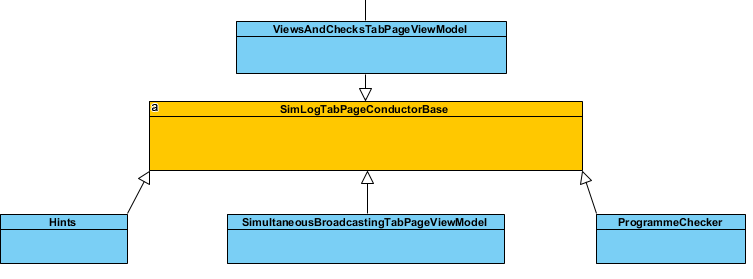 ViewsAndChecksTabPageViewModel
a
SimLogTabPageConductorBase
Hints
SimultaneousBroadcastingTabPageViewModel
ProgrammeChecker